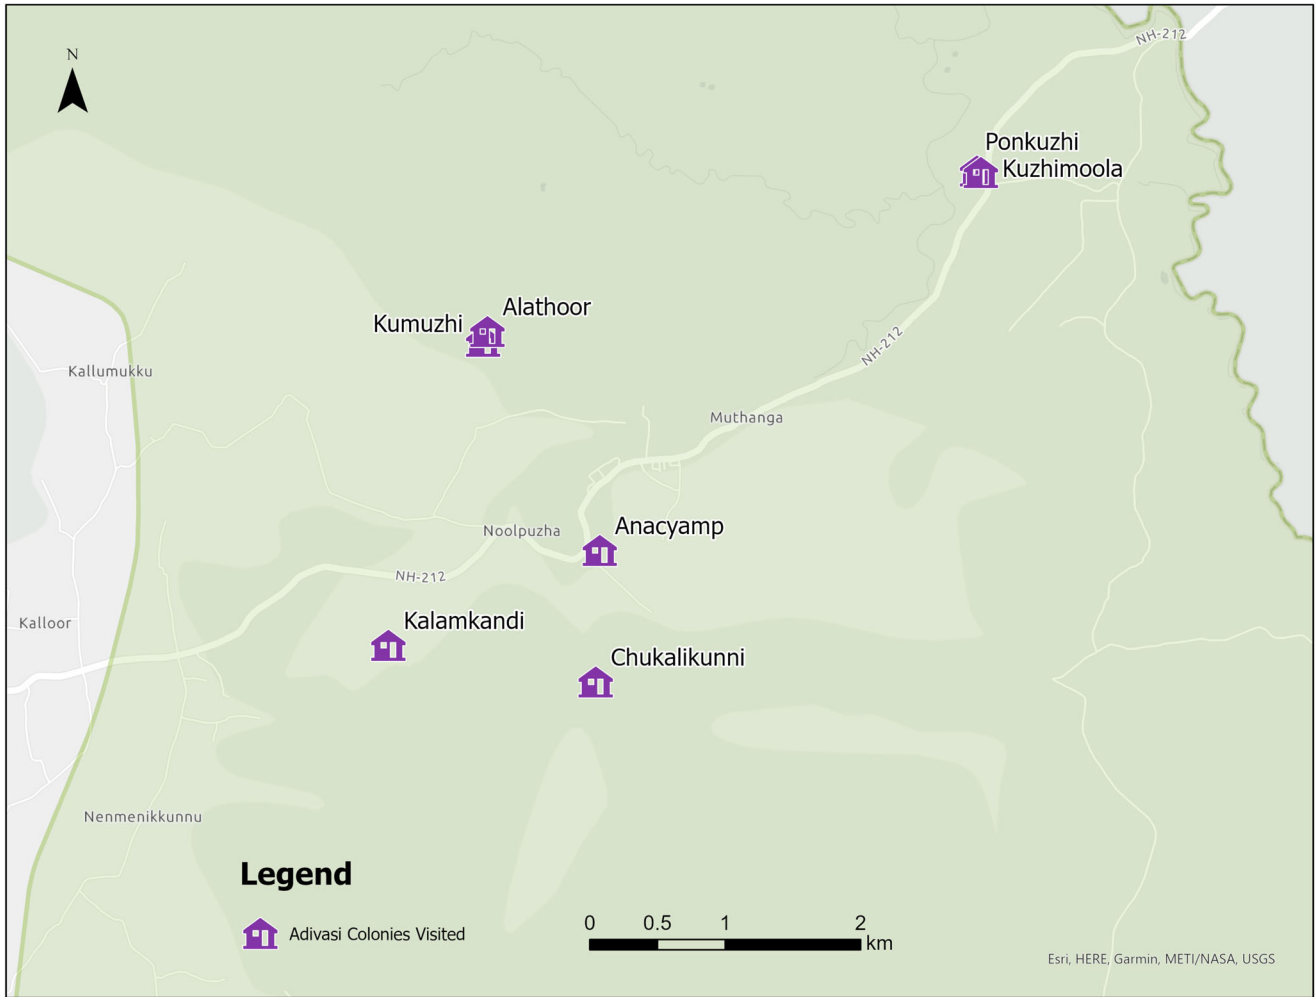 N
NH-212
Ponkuzhi
Kuzhimoola
Alathoor
Kumuzhi
NH-212
Kallumukku
Muthanga
Anacyamp
Noolpuzha
NH-212
Kalamkandi
Kalloor
Chukalikunni
Nenmenikkunnu
Legend
Adivasi Colonies Visited
0 0.5 1 2
km
Esri, HERE, Garmin, METI/NASA, USGS